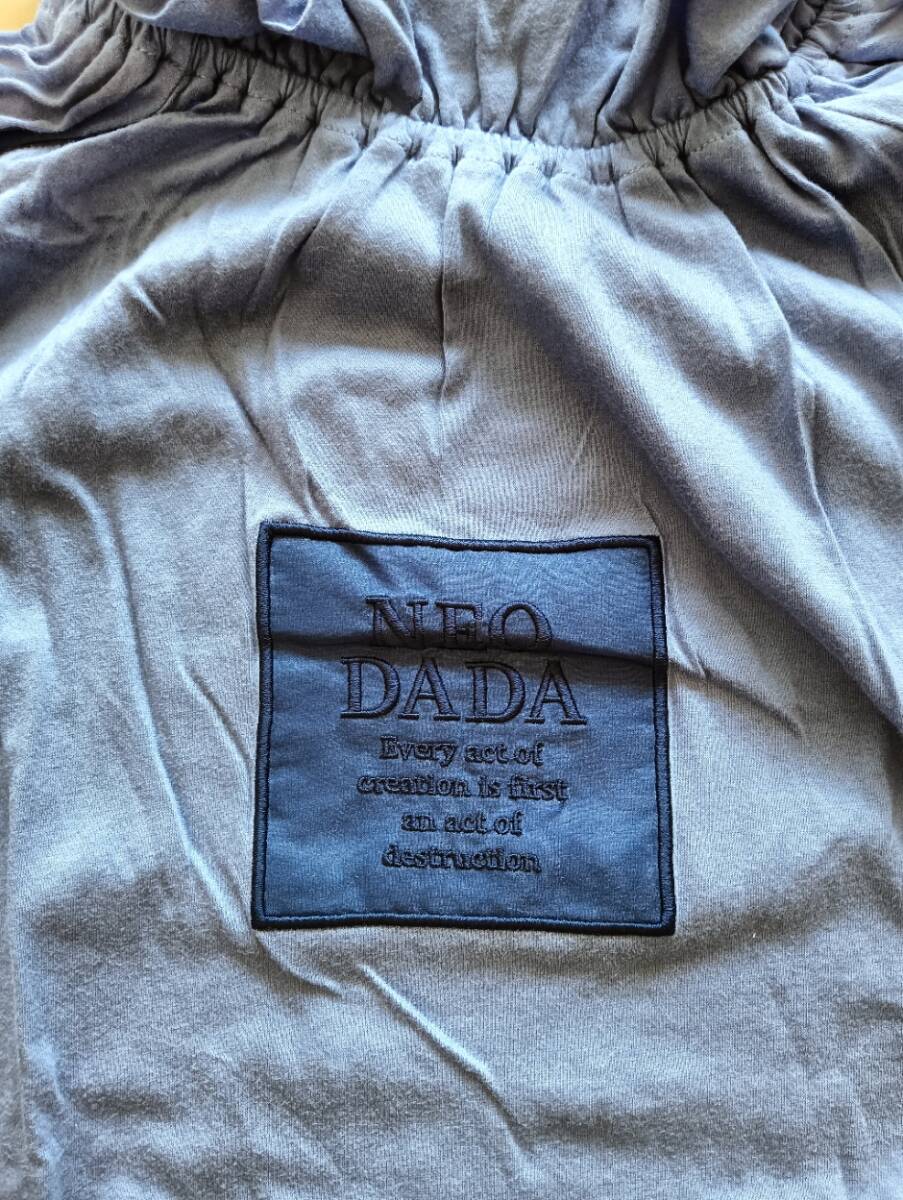 NEO
DADA
Every act of
creation is first
an act of
destruction